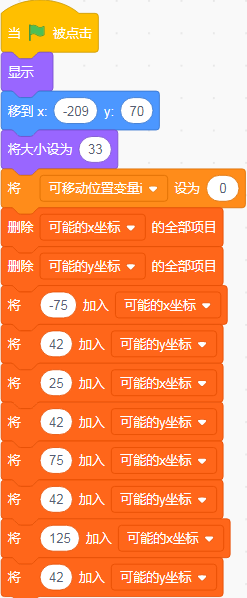 当 被点击
显示
移到 x: -209 y: 70
将大小设为 33
将 可移动位置变量i 设为 0
删除 可能的x坐标 的全部项目
删除 可能的y坐标 的全部项目
将 -75 加入 可能的x坐标
将 42 加入 可能的y坐标
将 25 加入 可能的x坐标
将 42 加入 可能的y坐标
将 75 加入 可能的x坐标
将 42 加入 可能的y坐标
将 125 加入 可能的x坐标
将 42 加入 可能的y坐标